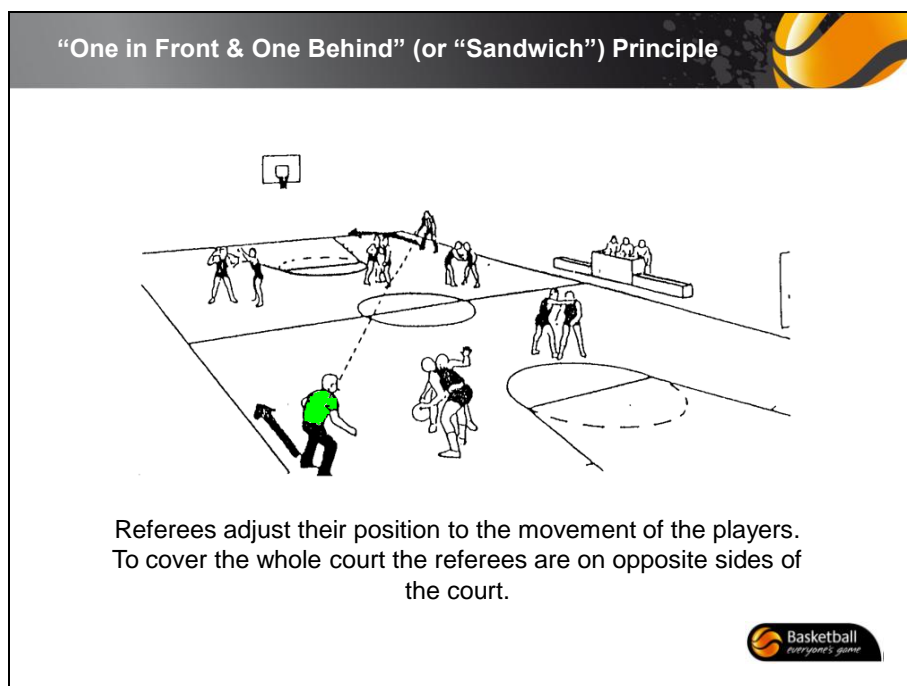 “One in Front & One Behind” (or “Sandwich”) Principle
Referees adjust their position to the movement of the players.
To cover the whole court the referees are on opposite sides of
the court.
Basketball
everyone's game